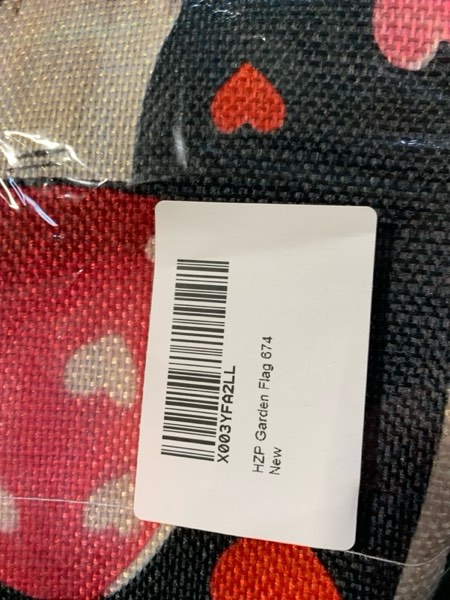 X003YFA2LL
HZP Garden Flag 674
New